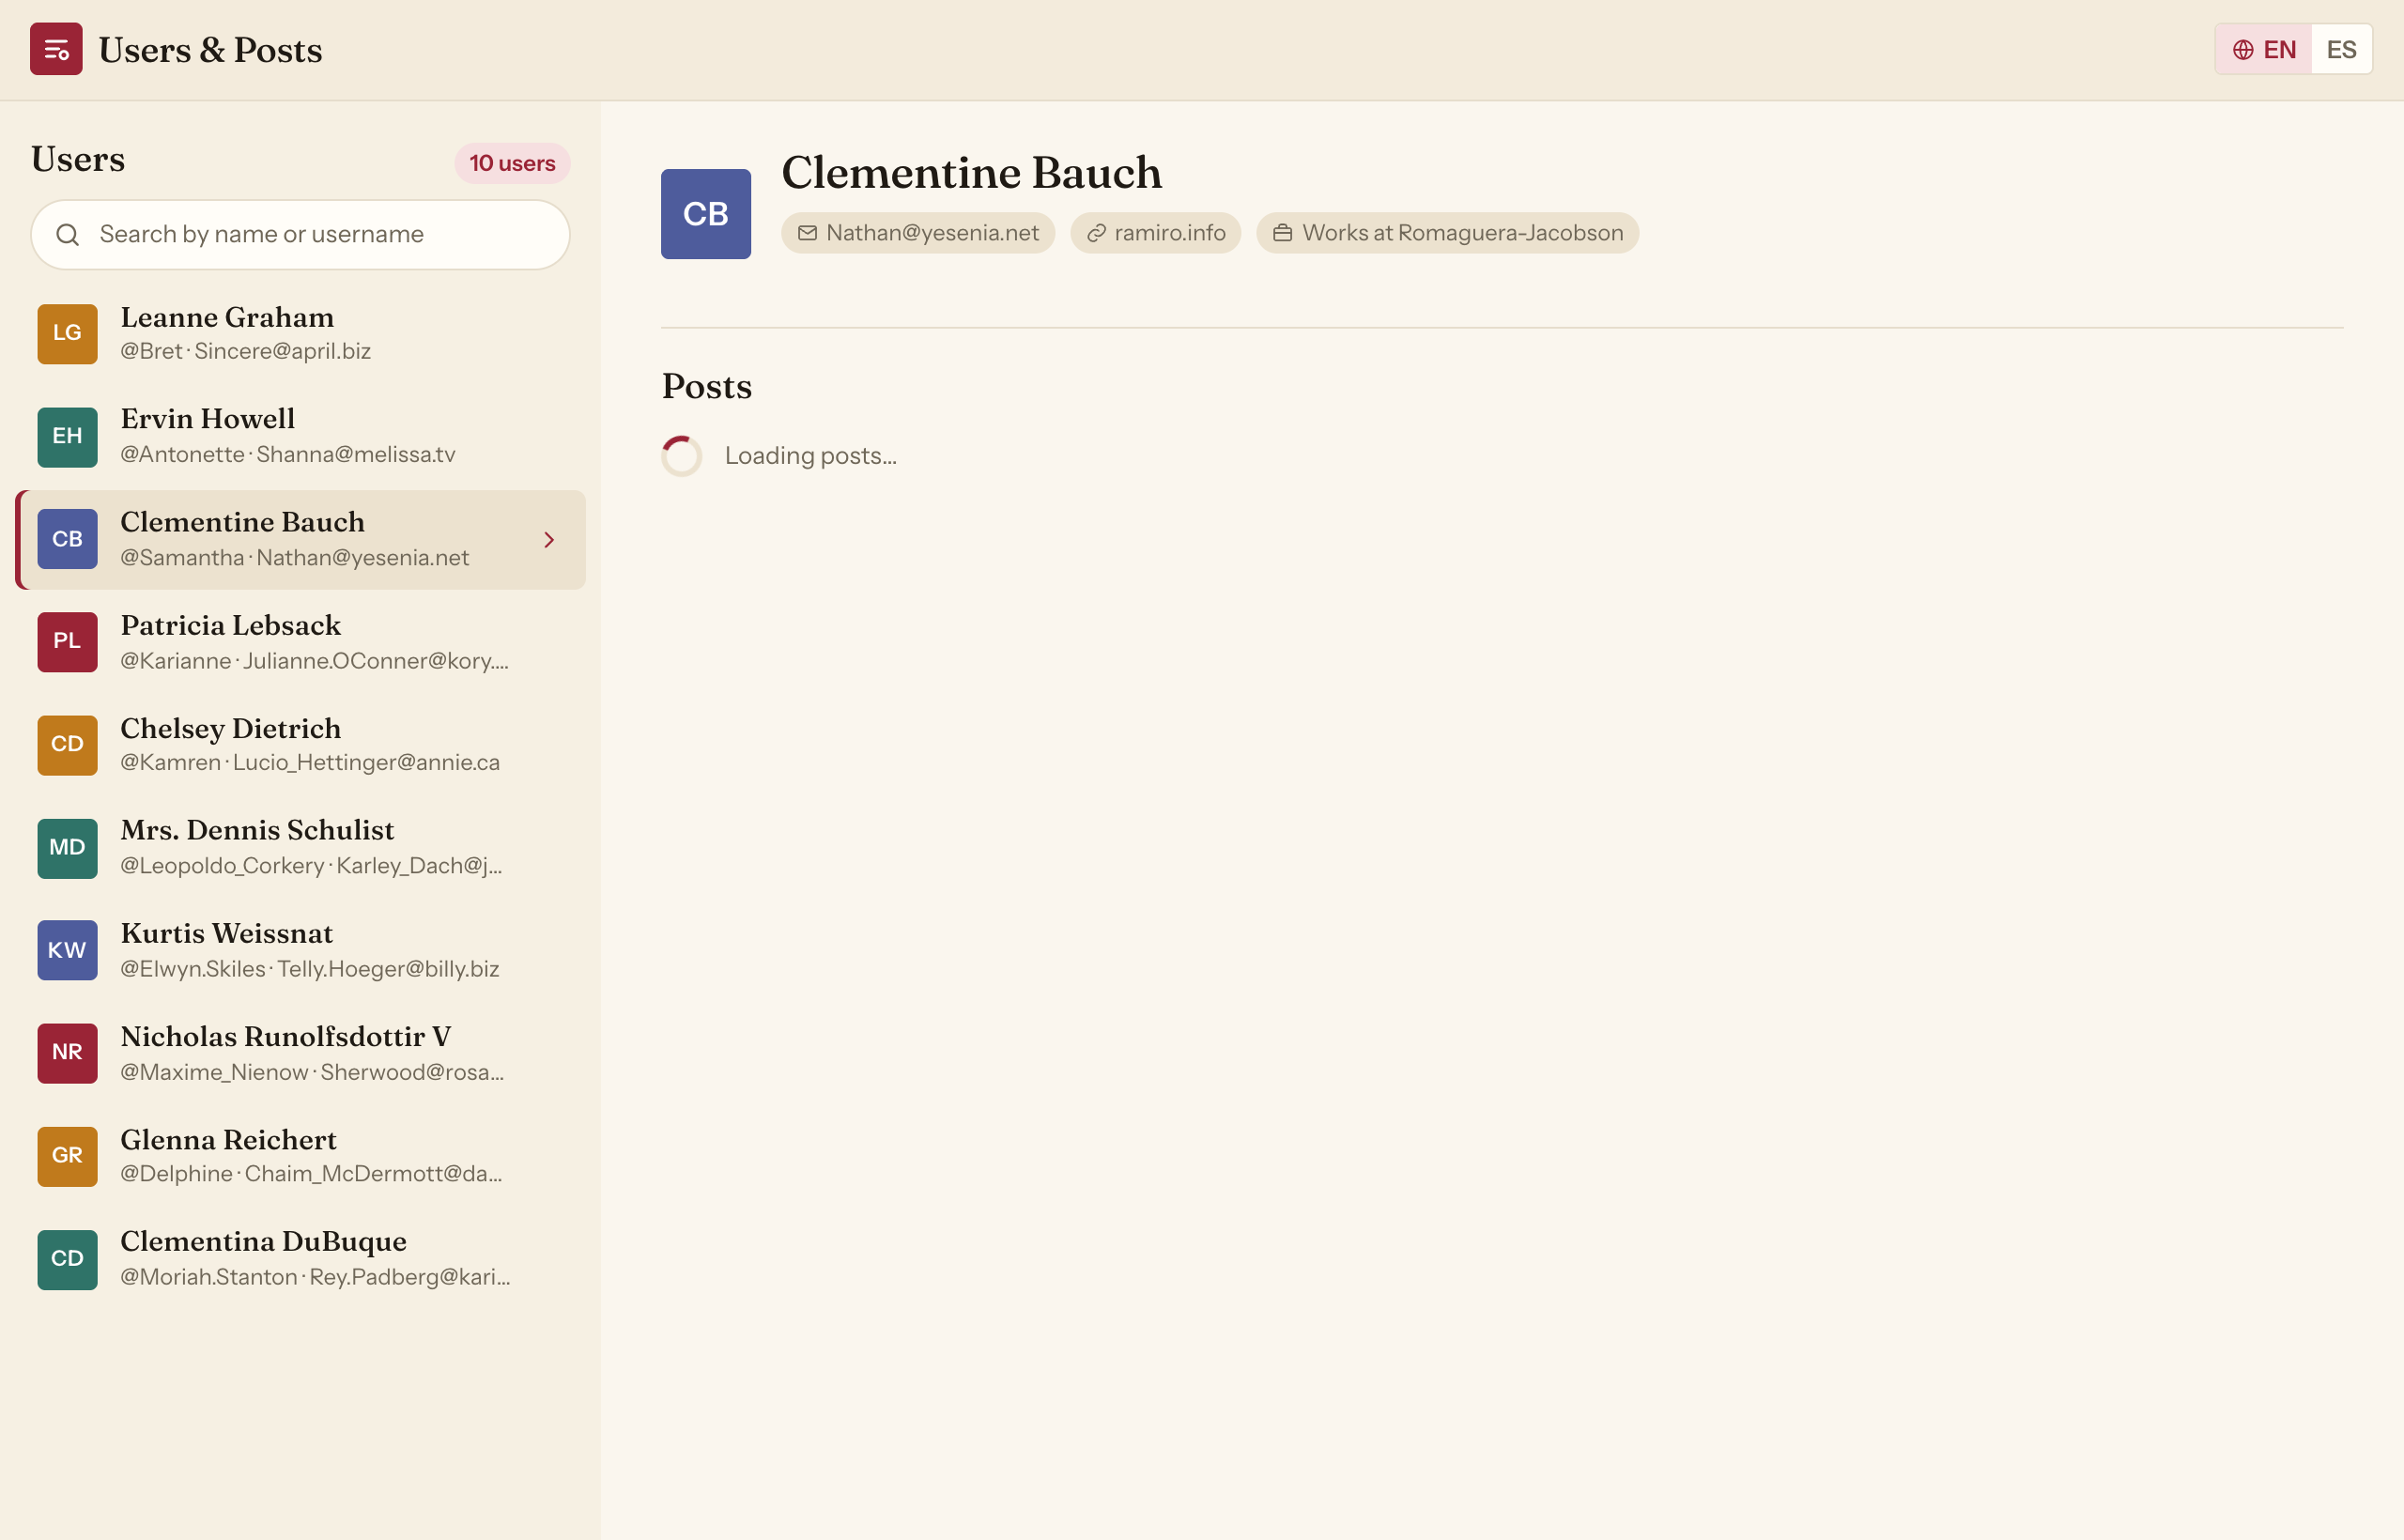 Users & Posts
EN ES
Users
10 users
Search by name or username
LG
Leanne Graham
@Bret · Sincere@april.biz
EH
Ervin Howell
@Antonette · Shanna@melissa.tv
CB
Clementine Bauch
@Samantha · Nathan@yesenia.net
PL
Patricia Lebsack
@Karianne · Julianne.OConner@kory....
CD
Chelsey Dietrich
@Kamren · Lucio_Hettinger@annie.ca
MD
Mrs. Dennis Schulist
@Leopoldo_Corkery · Karley_Dach@j...
KW
Kurtis Weissnat
@Elwyn.Skiles · Telly.Hoeger@billy.biz
NR
Nicholas Runolfsdottir V
@Maxime_Nienow · Sherwood@rosa...
GR
Glenna Reichert
@Delphine · Chaim_McDermott@da...
CD
Clementina DuBuque
@Moriah.Stanton · Rey.Padberg@kari...
CB
Clementine Bauch
Nathan@yesenia.net ramiro.info Works at Romaguera-Jacobson
Posts
Loading posts...